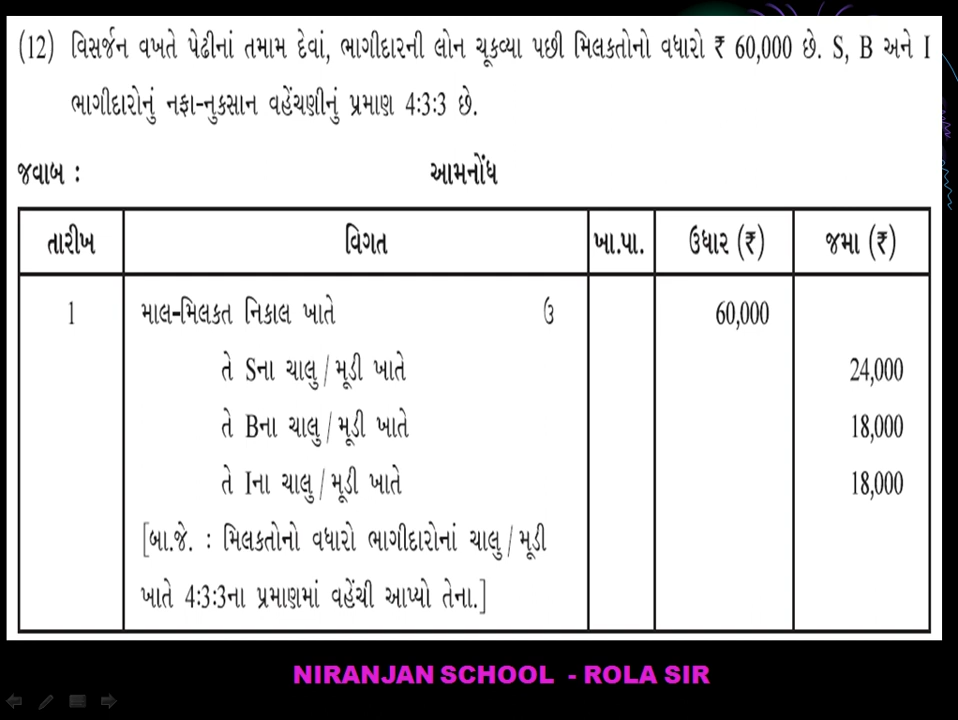 (12) વિસર્જન વખતે પેઢીનાં તમામ દેવાં, ભાગીદારની લોન ચૂકવ્યા પછી મિલકતોનો વધારો ₹ 60,000 છે. S, B અને I
ભાગીદારોનું નફા-નુકસાન વહેંચણીનું પ્રમાણ 4:3:3 છે.
જવાબ : આમનોંધ
તારીખ વિગત ખા.પા. ઉધાર (₹) જમા (₹)
1 માલ-મિલકત નિકાલ ખાતે ઉ 60,000
તે Sના ચાલુ / મૂડી ખાતે 24,000
તે Bના ચાલુ / મૂડી ખાતે 18,000
તે Iના ચાલુ / મૂડી ખાતે 18,000
[બા.જે. : મિલકતોનો વધારો ભાગીદારોનાં ચાલુ / મૂડી
ખાતે 4:3:3ના પ્રમાણમાં વહેંચી આપ્યો તેના.]
NIRANJAN SCHOOL - ROLA SIR